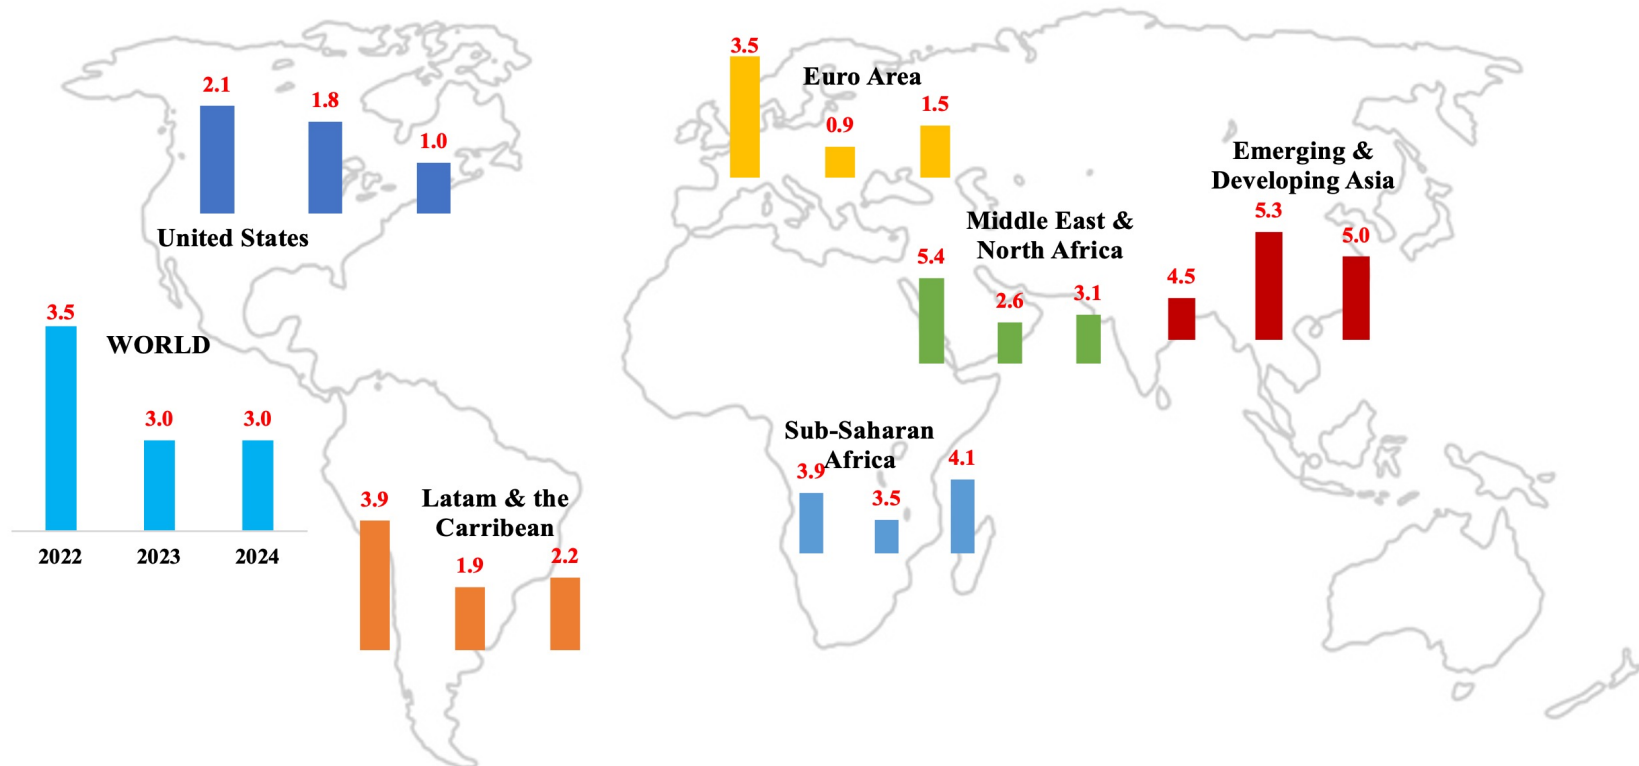 2.1
1.8
1.0
United States
3.5
WORLD
3.0
3.0
2022
2023
2024
3.9
Latam & the
Carribean
1.9
2.2
3.5
Euro Area
0.9
1.5
Middle East &
North Africa
5.4
2.6
3.1
Emerging &
Developing Asia
4.5
5.3
5.0
Sub-Saharan
Africa
3.9
3.5
4.1